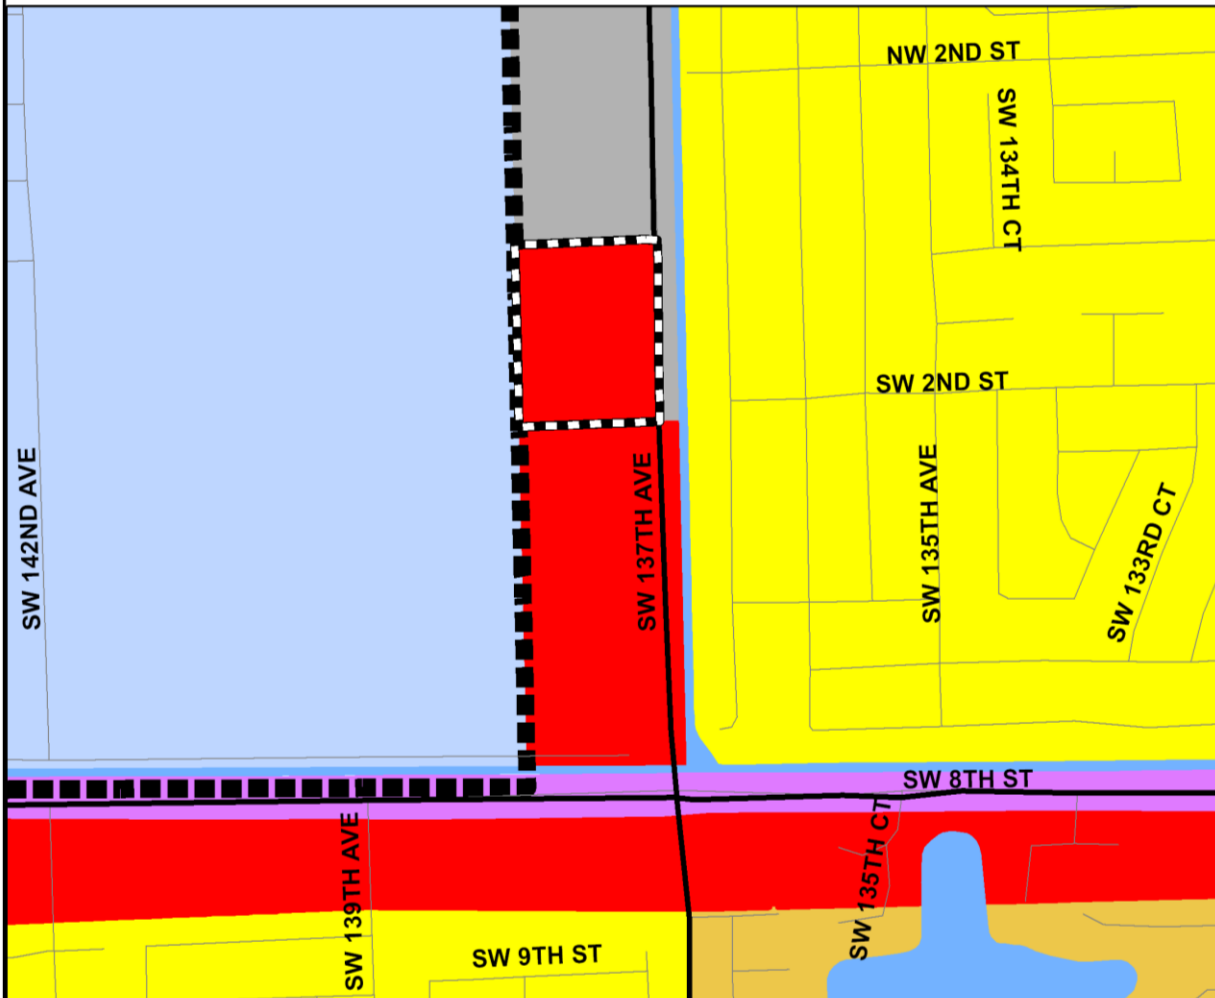 NW 2ND ST
SW 134TH CT
SW 2ND ST
SW 142ND AVE
SW 137TH AVE
SW 135TH AVE
SW 133RD CT
SW 8TH ST
SW 139TH AVE
SW 135TH CT
SW 9TH ST